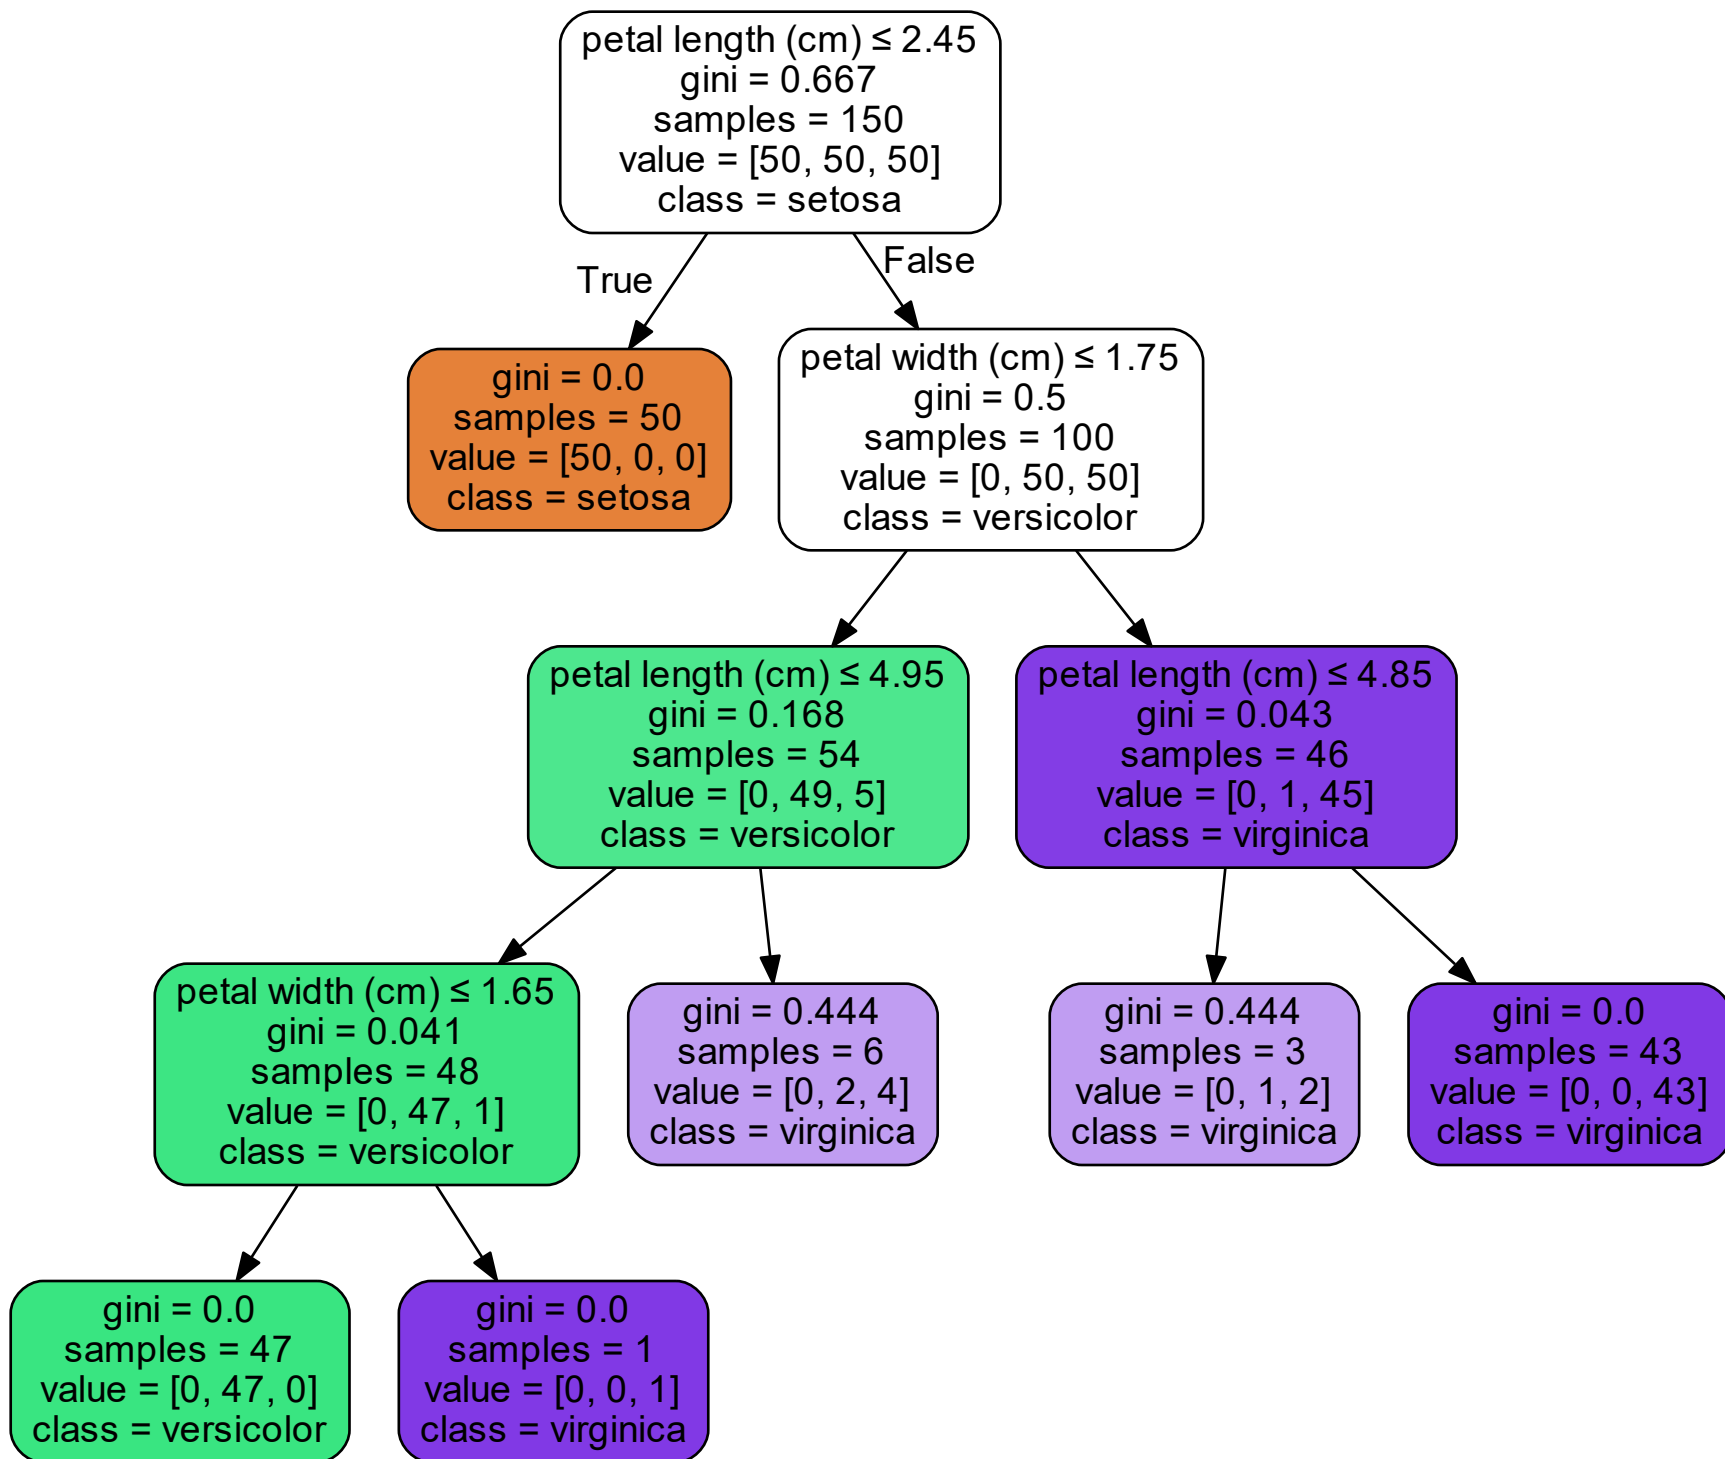 petal length (cm) ≤ 2.45
gini = 0.667
samples = 150
value = [50, 50, 50]
class = setosa
True
False
gini = 0.0
samples = 50
value = [50, 0, 0]
class = setosa
petal width (cm) ≤ 1.75
gini = 0.5
samples = 100
value = [0, 50, 50]
class = versicolor
petal length (cm) ≤ 4.95
gini = 0.168
samples = 54
value = [0, 49, 5]
class = versicolor
petal length (cm) ≤ 4.85
gini = 0.043
samples = 46
value = [0, 1, 45]
class = virginica
petal width (cm) ≤ 1.65
gini = 0.041
samples = 48
value = [0, 47, 1]
class = versicolor
gini = 0.444
samples = 6
value = [0, 2, 4]
class = virginica
gini = 0.444
samples = 3
value = [0, 1, 2]
class = virginica
gini = 0.0
samples = 43
value = [0, 0, 43]
class = virginica
gini = 0.0
samples = 47
value = [0, 47, 0]
class = versicolor
gini = 0.0
samples = 1
value = [0, 0, 1]
class = virginica